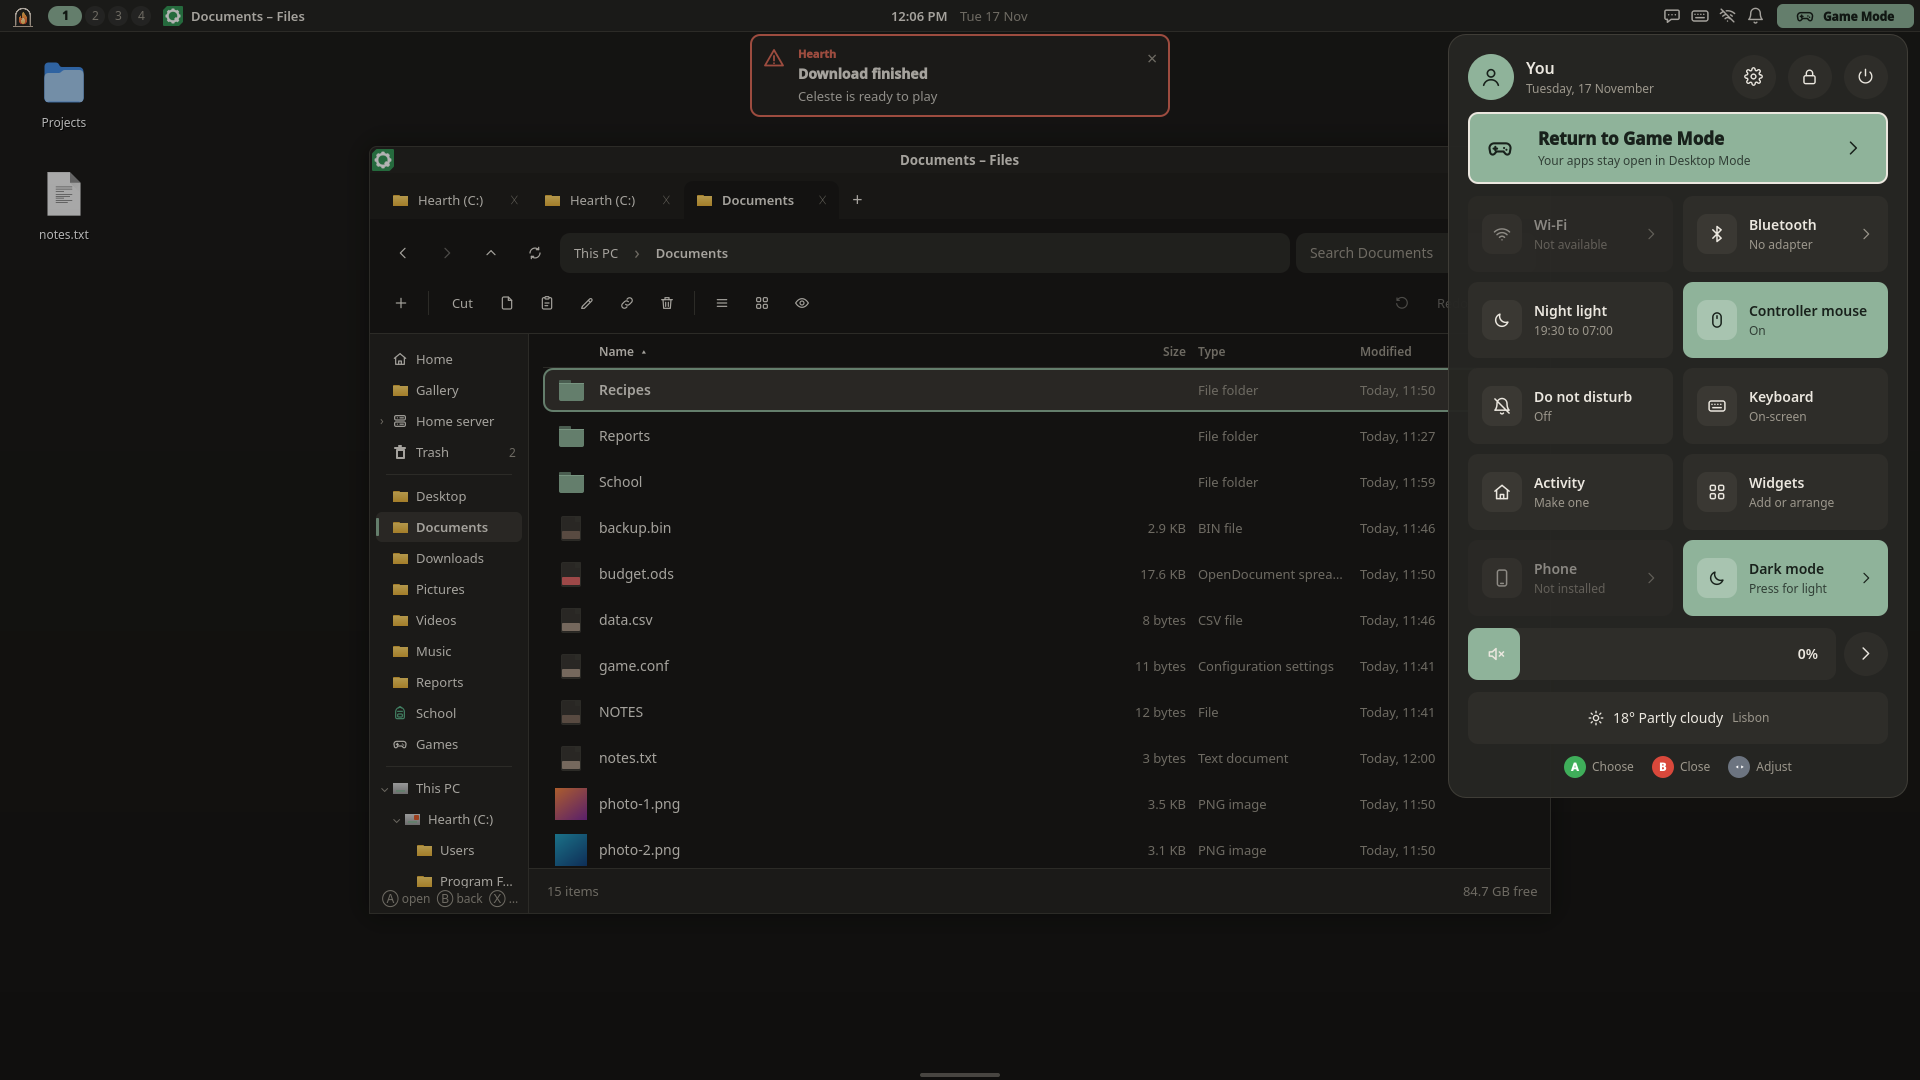 1 2 3 4 Documents – Files 12:06 PM Tue 17 Nov Game Mode
Projects
notes.txt
Hearth
Download finished
Celeste is ready to play
Documents – Files
Hearth (C:) X Hearth (C:) X Documents X +
This PC › Documents Search Documents
Cut
Home
Gallery
Home server
Trash 2
Desktop
Documents
Downloads
Pictures
Videos
Music
Reports
School
Games
This PC
Hearth (C:)
Users
Program F...
A open B back X ...
Name Size Type Modified
Recipes File folder Today, 11:50
Reports File folder Today, 11:27
School File folder Today, 11:59
backup.bin 2.9 KB BIN file Today, 11:46
budget.ods 17.6 KB OpenDocument sprea... Today, 11:50
data.csv 8 bytes CSV file Today, 11:46
game.conf 11 bytes Configuration settings Today, 11:41
NOTES 12 bytes File Today, 11:41
notes.txt 3 bytes Text document Today, 12:00
photo-1.png 3.5 KB PNG image Today, 11:50
photo-2.png 3.1 KB PNG image Today, 11:50
15 items 84.7 GB free
You
Tuesday, 17 November
Return to Game Mode
Your apps stay open in Desktop Mode
Wi-Fi
Not available
Bluetooth
No adapter
Night light
19:30 to 07:00
Controller mouse
On
Do not disturb
Off
Keyboard
On-screen
Activity
Make one
Widgets
Add or arrange
Phone
Not installed
Dark mode
Press for light
0%
18° Partly cloudy Lisbon
A Choose B Close Adjust